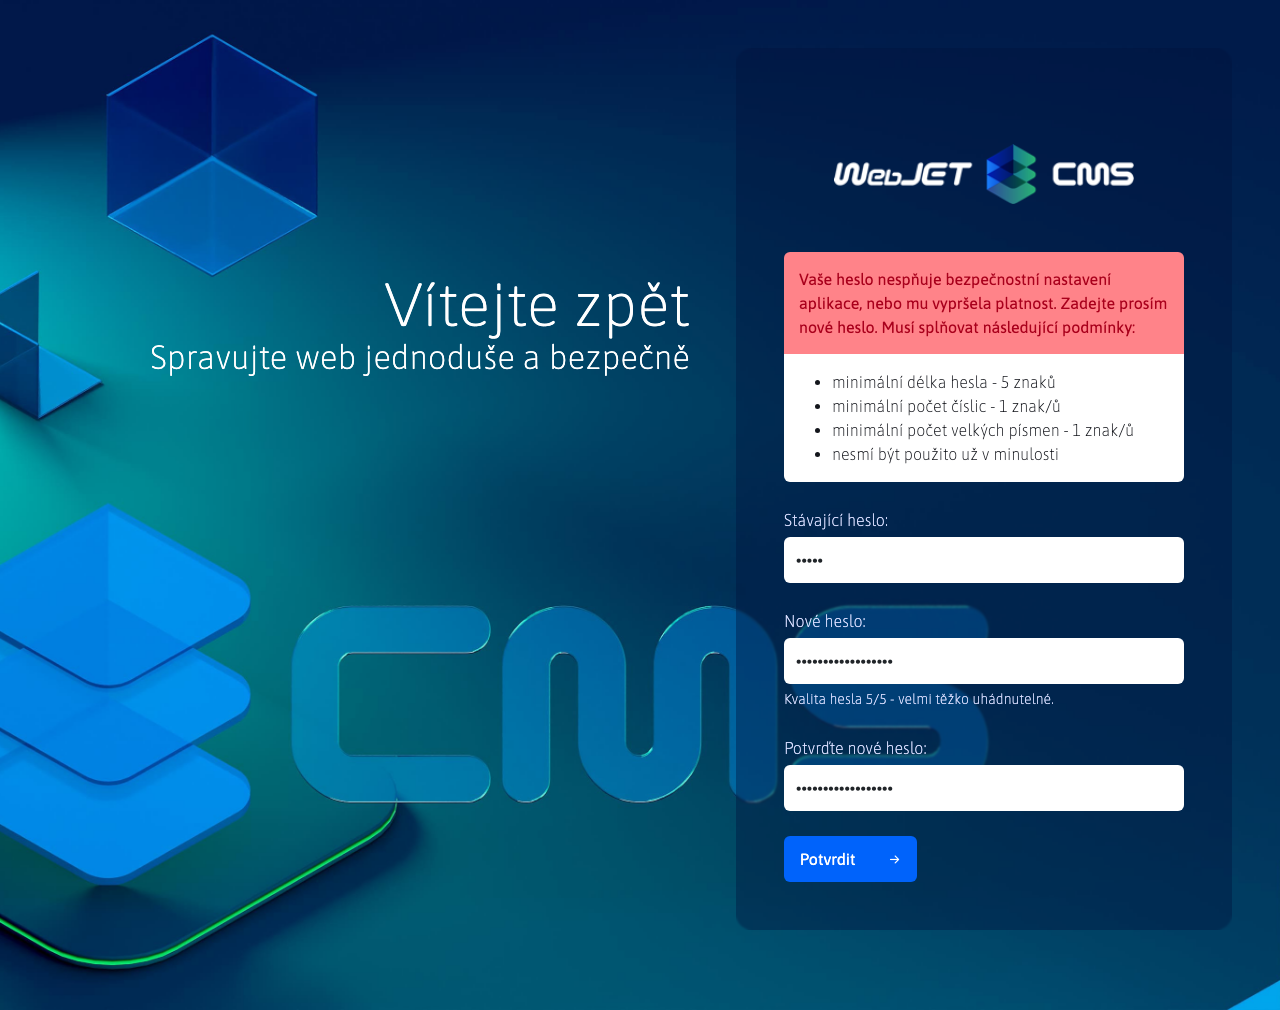 Vítejte zpět
Spravujte web jednoduše a bezpečně
WebJET CMS
Vaše heslo nespňuje bezpečnostní nastavení
aplikace, nebo mu vypršela platnost. Zadejte prosím
nové heslo. Musí splňovat následující podmínky:
• minimální délka hesla - 5 znaků
• minimální počet číslic - 1 znak/ů
• minimální počet velkých písmen - 1 znak/ů
• nesmí být použito už v minulosti
Stávající heslo:
•••••
Nové heslo:
••••••••••••••••••
Kvalita hesla 5/5 - velmi těžko uhádnutelné.
Potvrďte nové heslo:
••••••••••••••••••
Potvrdit →
CMS